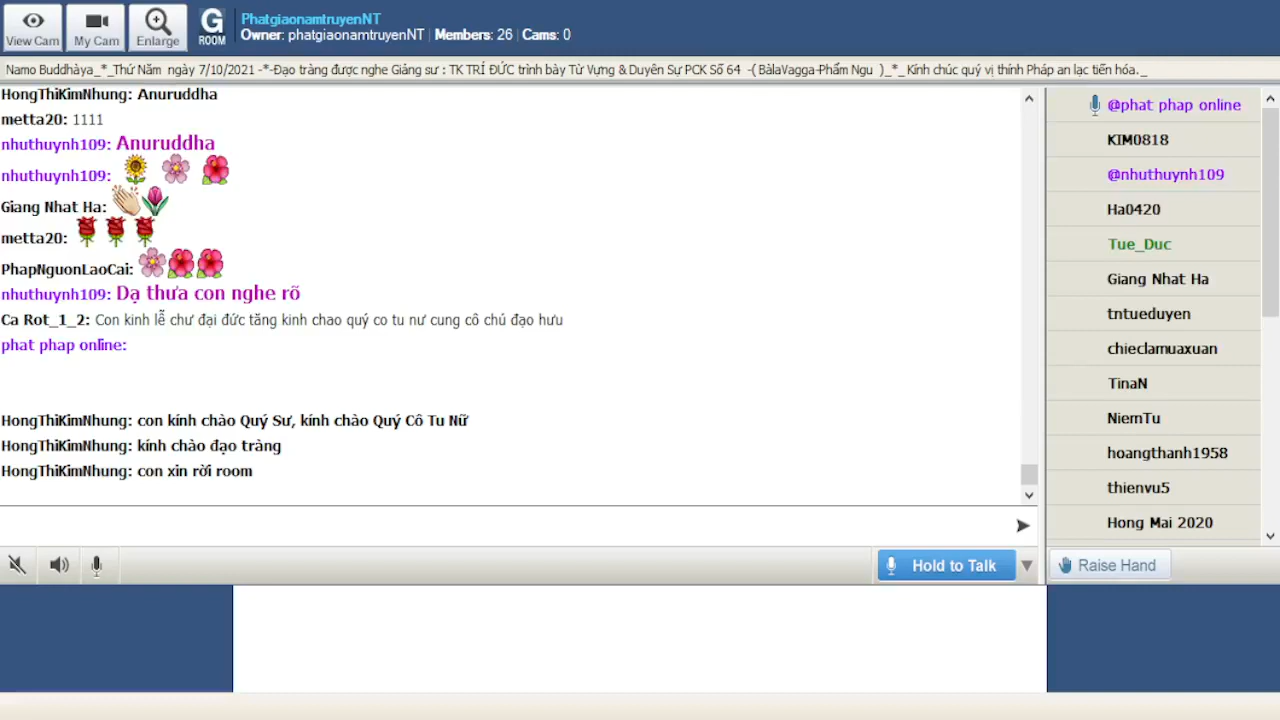 View Cam
My Cam
Enlarge
G
ROOM
PhatgiaonamtruyenNT
Owner: phatgiaonamtruyenNT | Members: 26 | Cams: 0
Namo Buddhàya_*_Thứ Năm ngày 7/10/2021 -*-Đạo tràng được nghe Giảng sư : TK TRÍ ĐỨC trình bày Từ Vựng & Duyên Sự PCK Số 64 -( BàlaVagga-Phẩm Ngu )_*_ Kính chúc quý vị thính Pháp an lạc tiến hóa._
HongThiKimNhung: Anuruddha
metta20: 1111
nhuthuynh109: Anuruddha
nhuthuynh109:
Giang Nhat Ha:
metta20:
PhapNguonLaoCai:
nhuthuynh109: Dạ thưa con nghe rõ
Ca Rot_1_2: Con kinh lễ chư đại đức tăng kinh chao quý co tu nư cung cô chú đạo hưu
phat phap online:
HongThiKimNhung: con kính chào Quý Sư, kính chào Quý Cô Tu Nữ
HongThiKimNhung: kính chào đạo tràng
HongThiKimNhung: con xin rời room
Hold to Talk
@phat phap online
KIM0818
@nhuthuynh109
Ha0420
Tue_Duc
Giang Nhat Ha
tntueduyen
chieclamuaxuan
TinaN
NiemTu
hoangthanh1958
thienvu5
Hong Mai 2020
Raise Hand